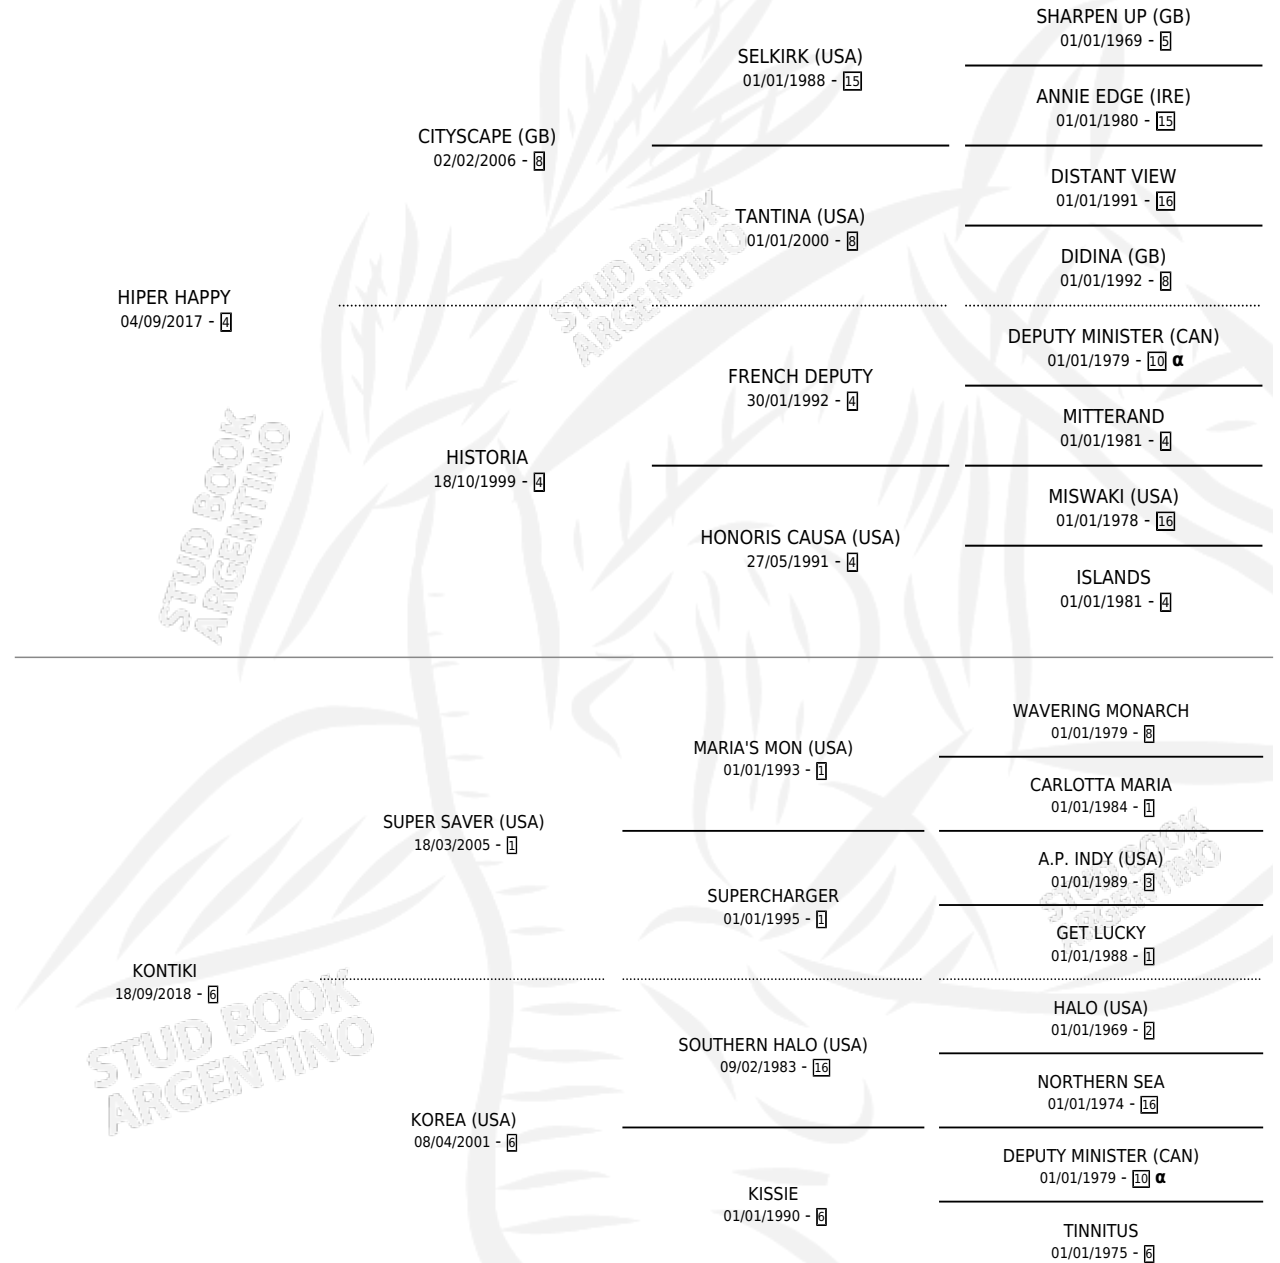 SHARPEN UP (GB)
01/01/1969 - 5
SELKIRK (USA)
01/01/1988 - 15
ANNIE EDGE (IRE)
01/01/1980 - 15
CITYSCAPE (GB)
02/02/2006 - 8
DISTANT VIEW
01/01/1991 - 16
TANTINA (USA)
01/01/2000 - 8
DIDINA (GB)
01/01/1992 - 8
HIPER HAPPY
04/09/2017 - 4
DEPUTY MINISTER (CAN)
01/01/1979 - 10 α
FRENCH DEPUTY
30/01/1992 - 4
MITTERAND
01/01/1981 - 4
HISTORIA
18/10/1999 - 4
MISWAKI (USA)
01/01/1978 - 16
HONORIS CAUSA (USA)
27/05/1991 - 4
ISLANDS
01/01/1981 - 4
STUD BOOK
ARGENTINO
STUD BOOK
ARGENTINO
WAVERING MONARCH
01/01/1979 - 8
MARIA'S MON (USA)
01/01/1993 - 1
CARLOTTA MARIA
01/01/1984 - 1
SUPER SAVER (USA)
18/03/2005 - 1
A.P. INDY (USA)
01/01/1989 - 3
SUPERCHARGER
01/01/1995 - 1
GET LUCKY
01/01/1988 - 1
KONTIKI
18/09/2018 - 6
HALO (USA)
01/01/1969 - 2
SOUTHERN HALO (USA)
09/02/1983 - 16
NORTHERN SEA
01/01/1974 - 16
KOREA (USA)
08/04/2001 - 6
DEPUTY MINISTER (CAN)
01/01/1979 - 10 α
KISSIE
01/01/1990 - 6
TINNITUS
01/01/1975 - 6
STUD BOOK
ARGENTINO
STUD BOOK
ARGENTINO